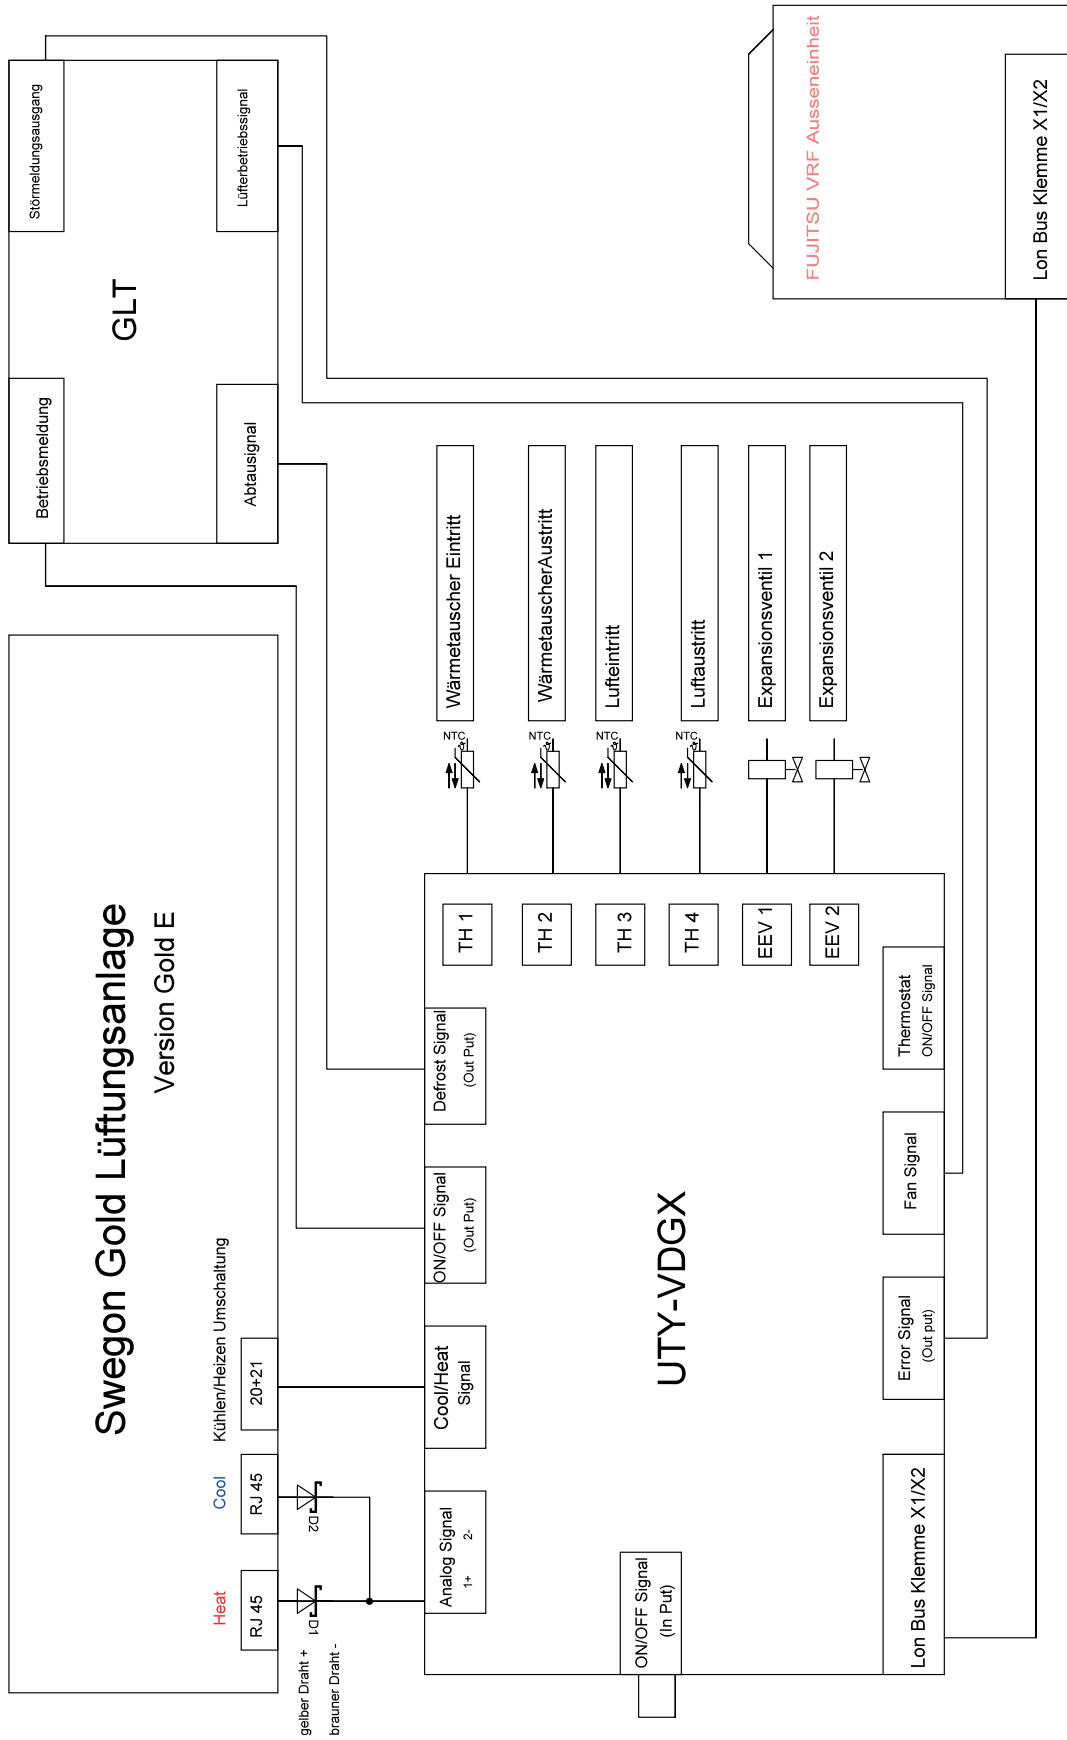 Swegon Gold Lüftungsanlage
Version Gold E
Heat
Cool
Kühlen/Heizen Umschaltung
RJ 45
RJ 45
20+21
D1
D2
gelber Draht +
brauner Draht -
GLT
Betriebsmeldung
Störmeldungsausgang
Abtausignal
Lüfterbetriebssignal
Analog Signal
1+ 2-
Cool/Heat
Signal
ON/OFF Signal
(Out Put)
Defrost Signal
(Out Put)
TH 1
TH 2
TH 3
TH 4
EEV 1
EEV 2
NTC
Wärmetauscher Eintritt
NTC
WärmetauscherAustritt
NTC
Lufteintritt
NTC
Luftaustritt
Expansionsventil 1
Expansionsventil 2
UTY-VDGX
ON/OFF Signal
(In Put)
Lon Bus Klemme X1/X2
Error Signal
(Out put)
Fan Signal
Thermostat
ON/OFF Signal
FUJITSU VRF Ausseneinheit
Lon Bus Klemme X1/X2